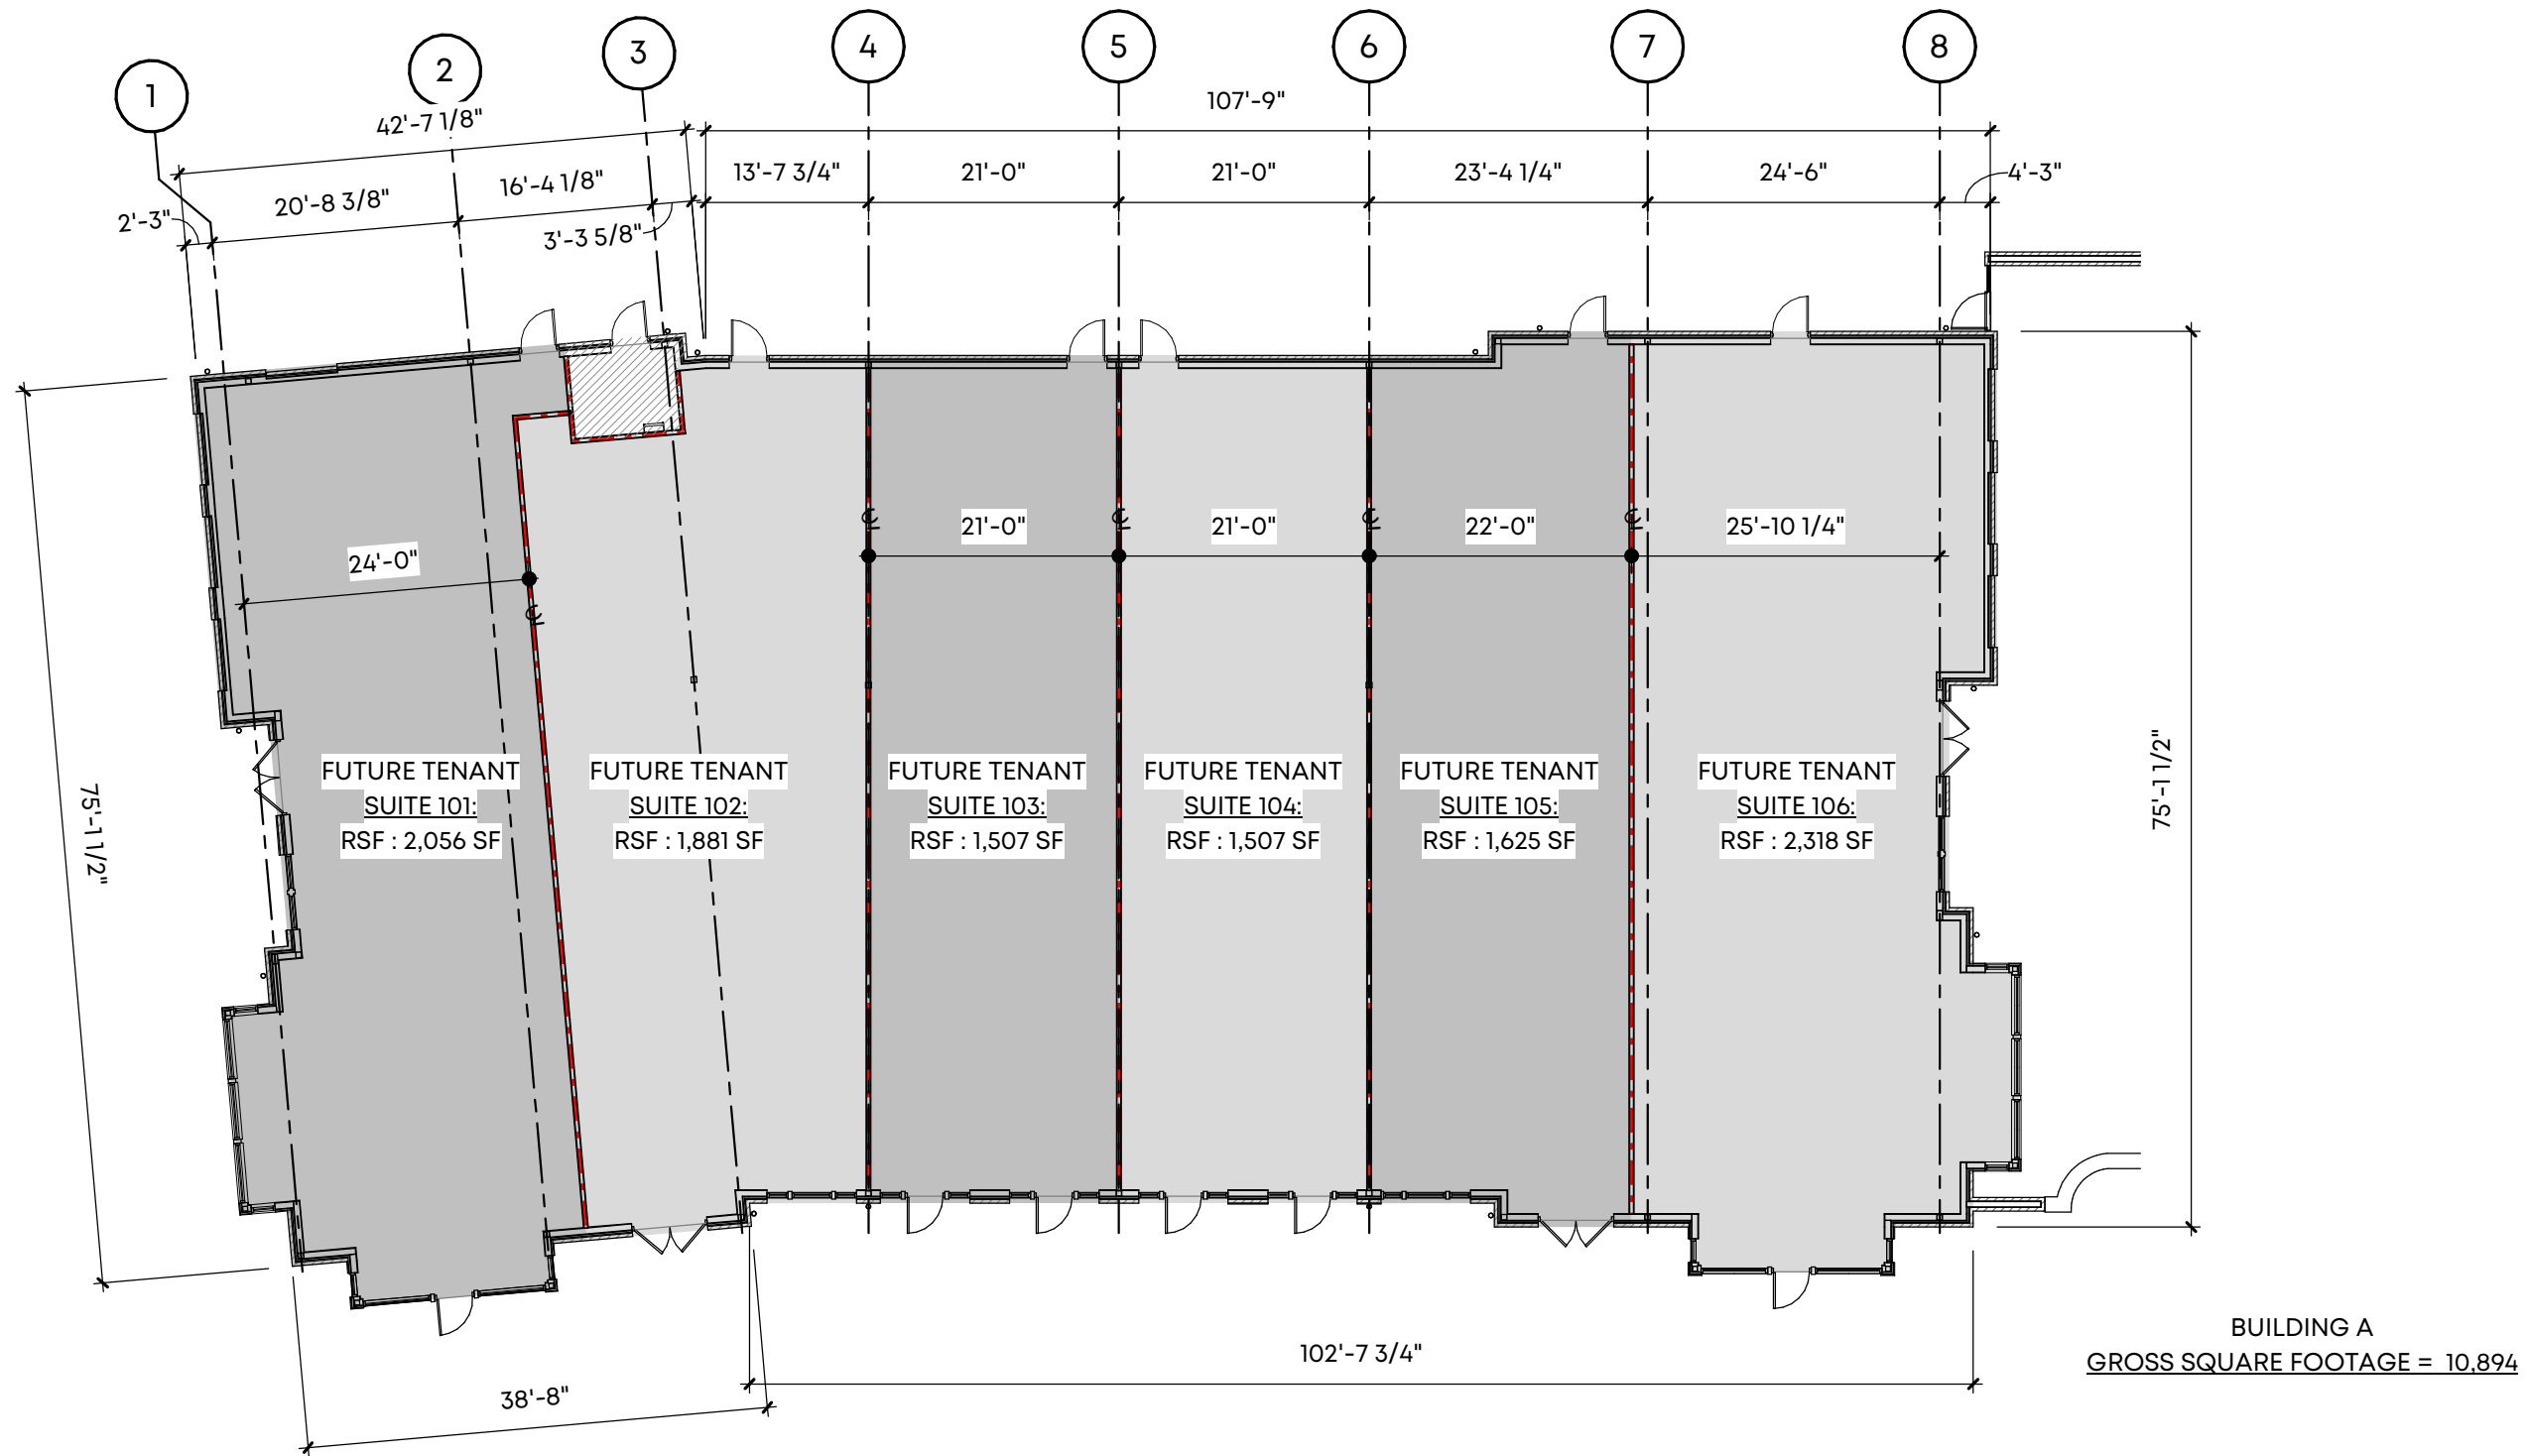 1
2
3
4
5
6
7
8
107'-9"
42'-7 1/8"
13'-7 3/4"
21'-0"
21'-0"
23'-4 1/4"
24'-6"
4'-3"
2'-3"
20'-8 3/8"
16'-4 1/8"
3'-3 5/8"
24'-0"
21'-0"
21'-0"
22'-0"
25'-10 1/4"
75'-1 1/2"
75'-1 1/2"
FUTURE TENANT
SUITE 101:
RSF : 2,056 SF
FUTURE TENANT
SUITE 102:
RSF : 1,881 SF
FUTURE TENANT
SUITE 103:
RSF : 1,507 SF
FUTURE TENANT
SUITE 104:
RSF : 1,507 SF
FUTURE TENANT
SUITE 105:
RSF : 1,625 SF
FUTURE TENANT
SUITE 106:
RSF : 2,318 SF
102'-7 3/4"
38'-8"
BUILDING A
GROSS SQUARE FOOTAGE = 10,894